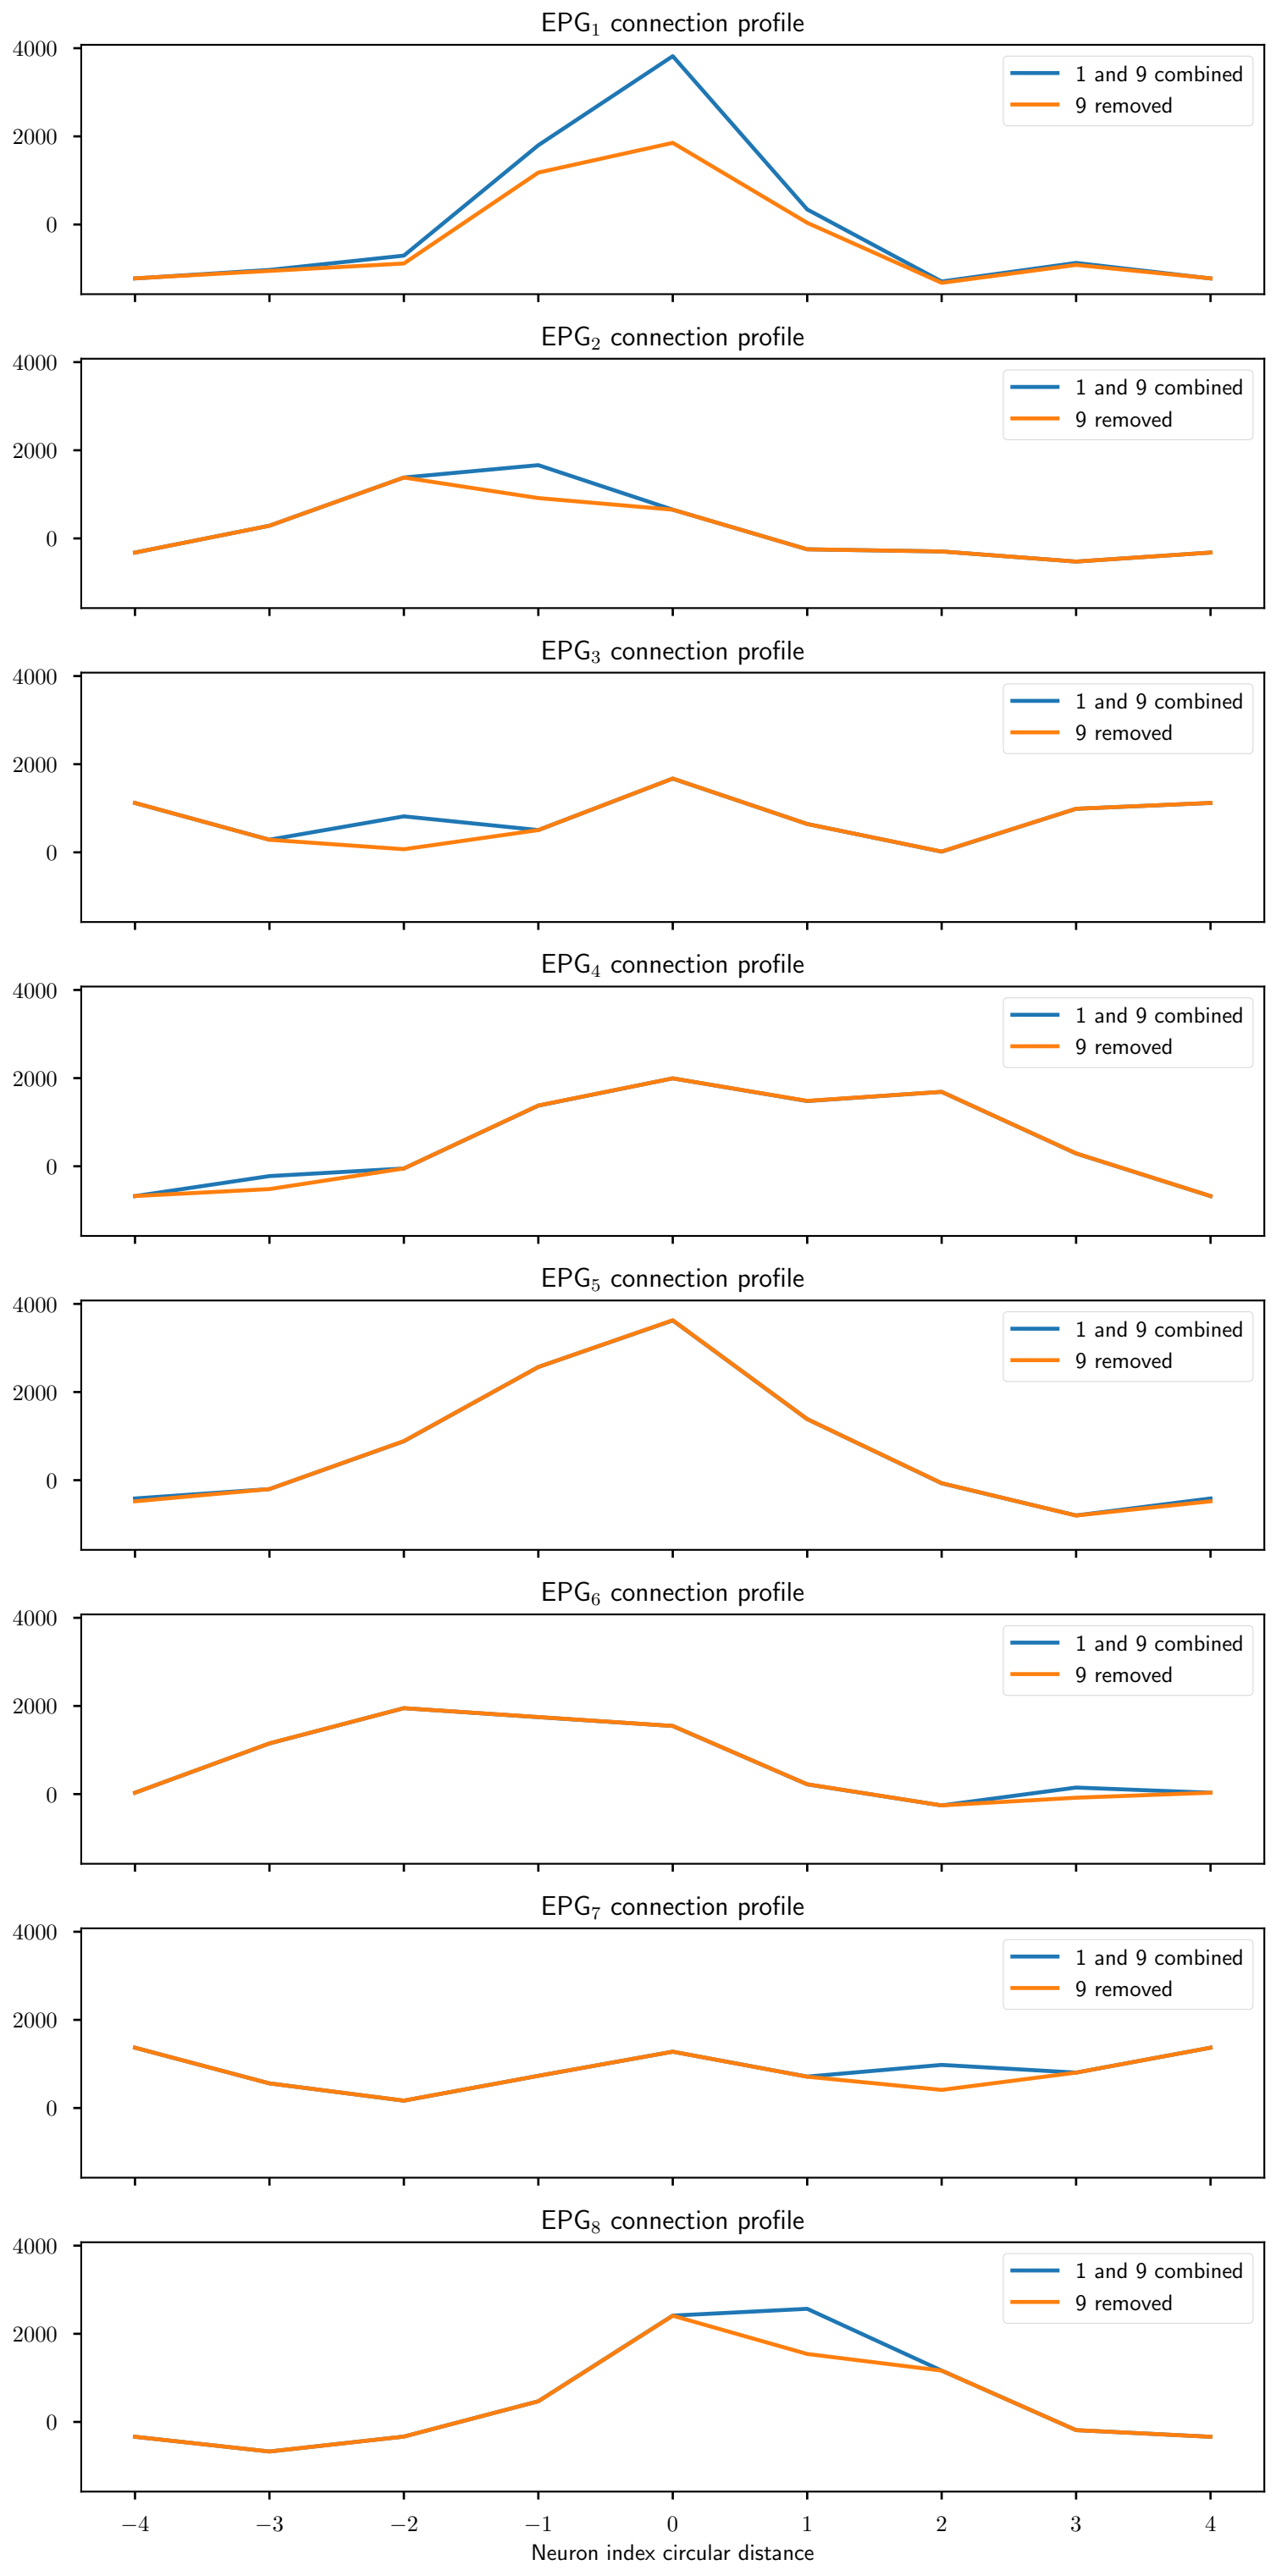 EPG₁ connection profile
4000
2000
0
1 and 9 combined
9 removed
EPG₂ connection profile
4000
2000
0
1 and 9 combined
9 removed
EPG₃ connection profile
4000
2000
0
1 and 9 combined
9 removed
EPG₄ connection profile
4000
2000
0
1 and 9 combined
9 removed
EPG₅ connection profile
4000
2000
0
1 and 9 combined
9 removed
EPG₆ connection profile
4000
2000
0
1 and 9 combined
9 removed
EPG₇ connection profile
4000
2000
0
1 and 9 combined
9 removed
EPG₈ connection profile
4000
2000
0
1 and 9 combined
9 removed
−4 −3 −2 −1 0 1 2 3 4
Neuron index circular distance